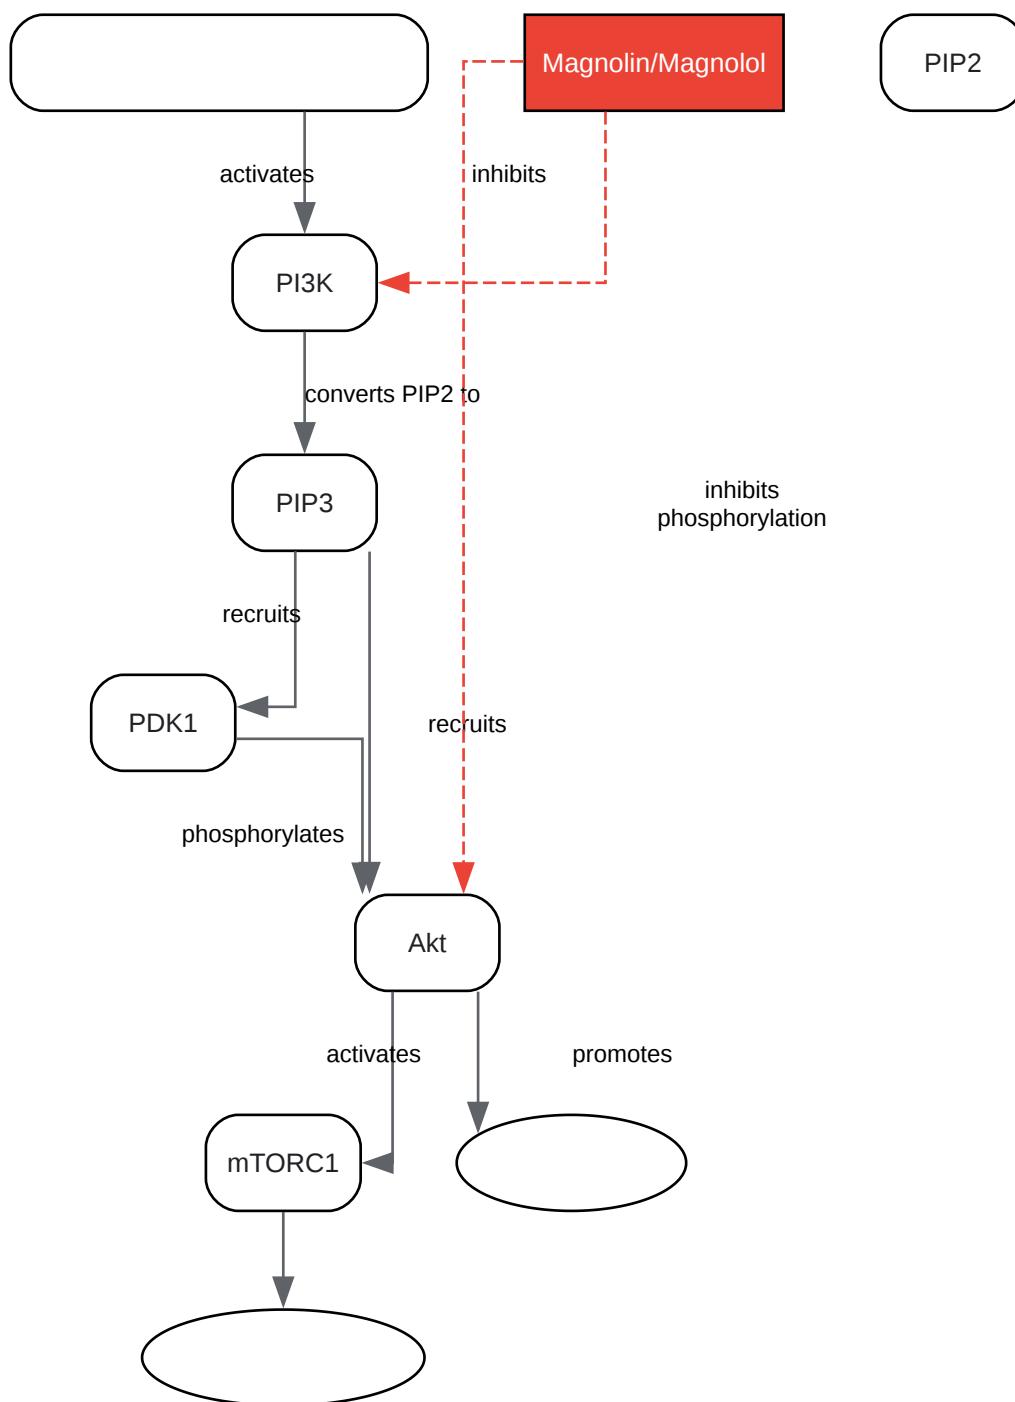 Magnolin/Magnolol
PIP2
activates
inhibits
PI3K
converts PIP2 to
PIP3
inhibits
phosphorylation
recruits
PDK1
recruits
phosphorylates
Akt
activates
promotes
mTORC1